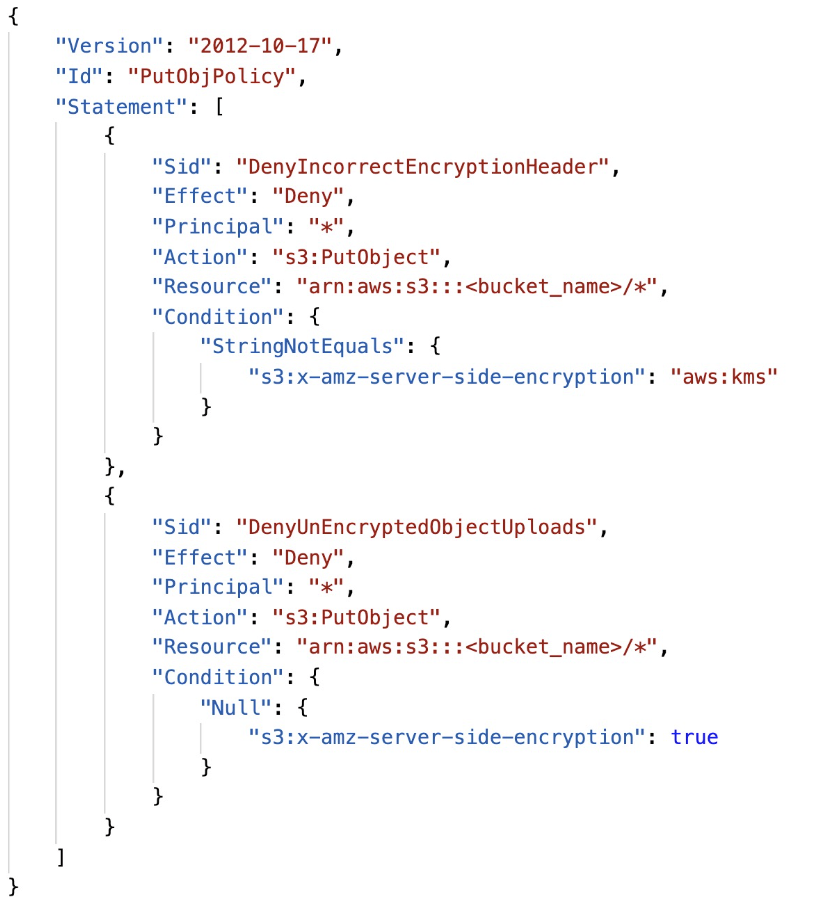 {
    "Version": "2012-10-17",
    "Id": "PutObjPolicy",
    "Statement": [
        {
            "Sid": "DenyIncorrectEncryptionHeader",
            "Effect": "Deny",
            "Principal": "*",
            "Action": "s3:PutObject",
            "Resource": "arn:aws:s3:::<bucket_name>/*",
            "Condition": {
                "StringNotEquals": {
                    "s3:x-amz-server-side-encryption": "aws:kms"
                }
            }
        },
        {
            "Sid": "DenyUnEncryptedObjectUploads",
            "Effect": "Deny",
            "Principal": "*",
            "Action": "s3:PutObject",
            "Resource": "arn:aws:s3:::<bucket_name>/*",
            "Condition": {
                "Null": {
                    "s3:x-amz-server-side-encryption": true
                }
            }
        }
    ]
}